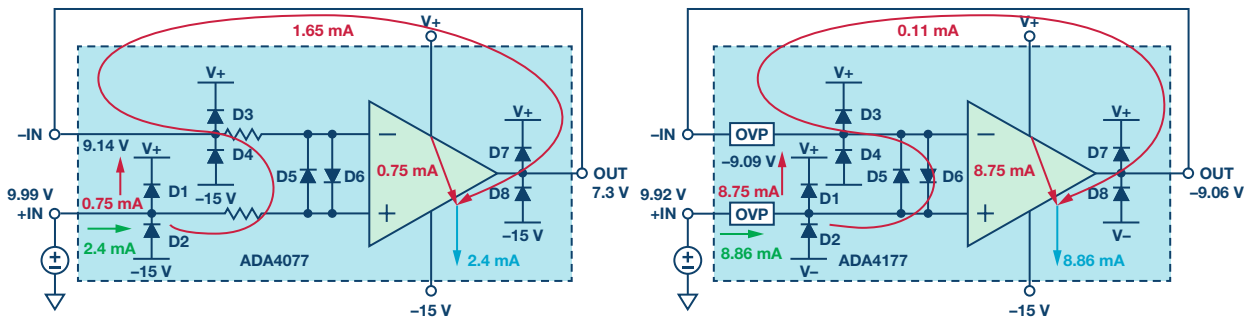 1.65 mA
V+
V+
D3
–IN
9.14 V
V+
D4
D5
D6
–
0.75 mA
V+
D7
OUT
7.3 V
9.99 V
0.75 mA
D1
–15 V
D8
+IN
+
2.4 mA
D2
–15 V
–15 V
ADA4077
2.4 mA
–15 V
0.11 mA
V+
V+
D3
–IN
OVP
–9.09 V
V+
D4
D5
D6
–
8.75 mA
V+
D7
OUT
–9.06 V
9.92 V
8.75 mA
D1
D8
+IN
OVP
+
8.86 mA
D2
V–
V–
ADA4177
8.86 mA
–15 V